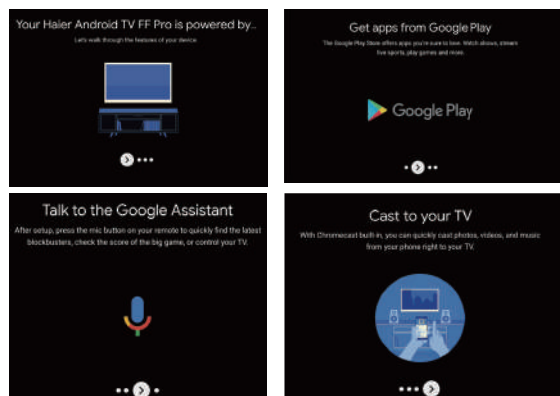 Your Haier Android TV FF Pro is powered by...
Let's walk through the features of your device.
Get apps from Google Play
The Google Play Store offers apps you're sure to love. Watch shows, stream
live sports, play games and more.
Google Play
Talk to the Google Assistant
After setup, press the mic button on your remote to quickly find the latest
blockbusters, check the score of the big game, or control your TV.
Cast to your TV
With Chromecast built-in, you can quickly cast photos, videos, and music
from your phone right to your TV.